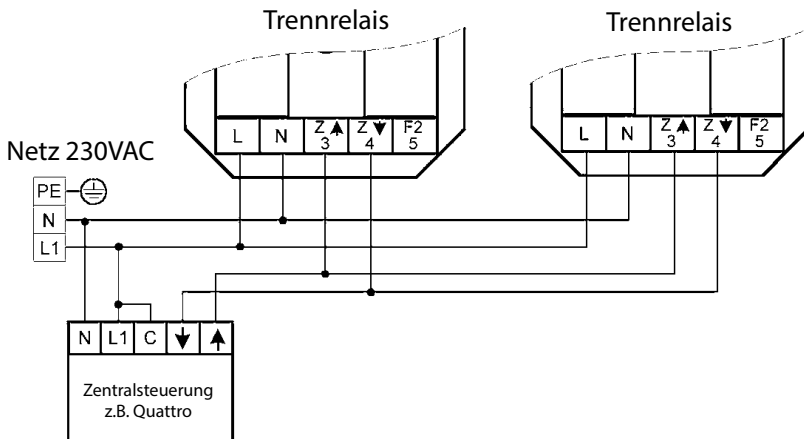 Trennrelais
Trennrelais
L N Z 3 Z 4 F2 5
L N Z 3 Z 4 F2 5
Netz 230VAC
PE
N
L1
N L1 C
Zentralsteuerung
z.B. Quattro